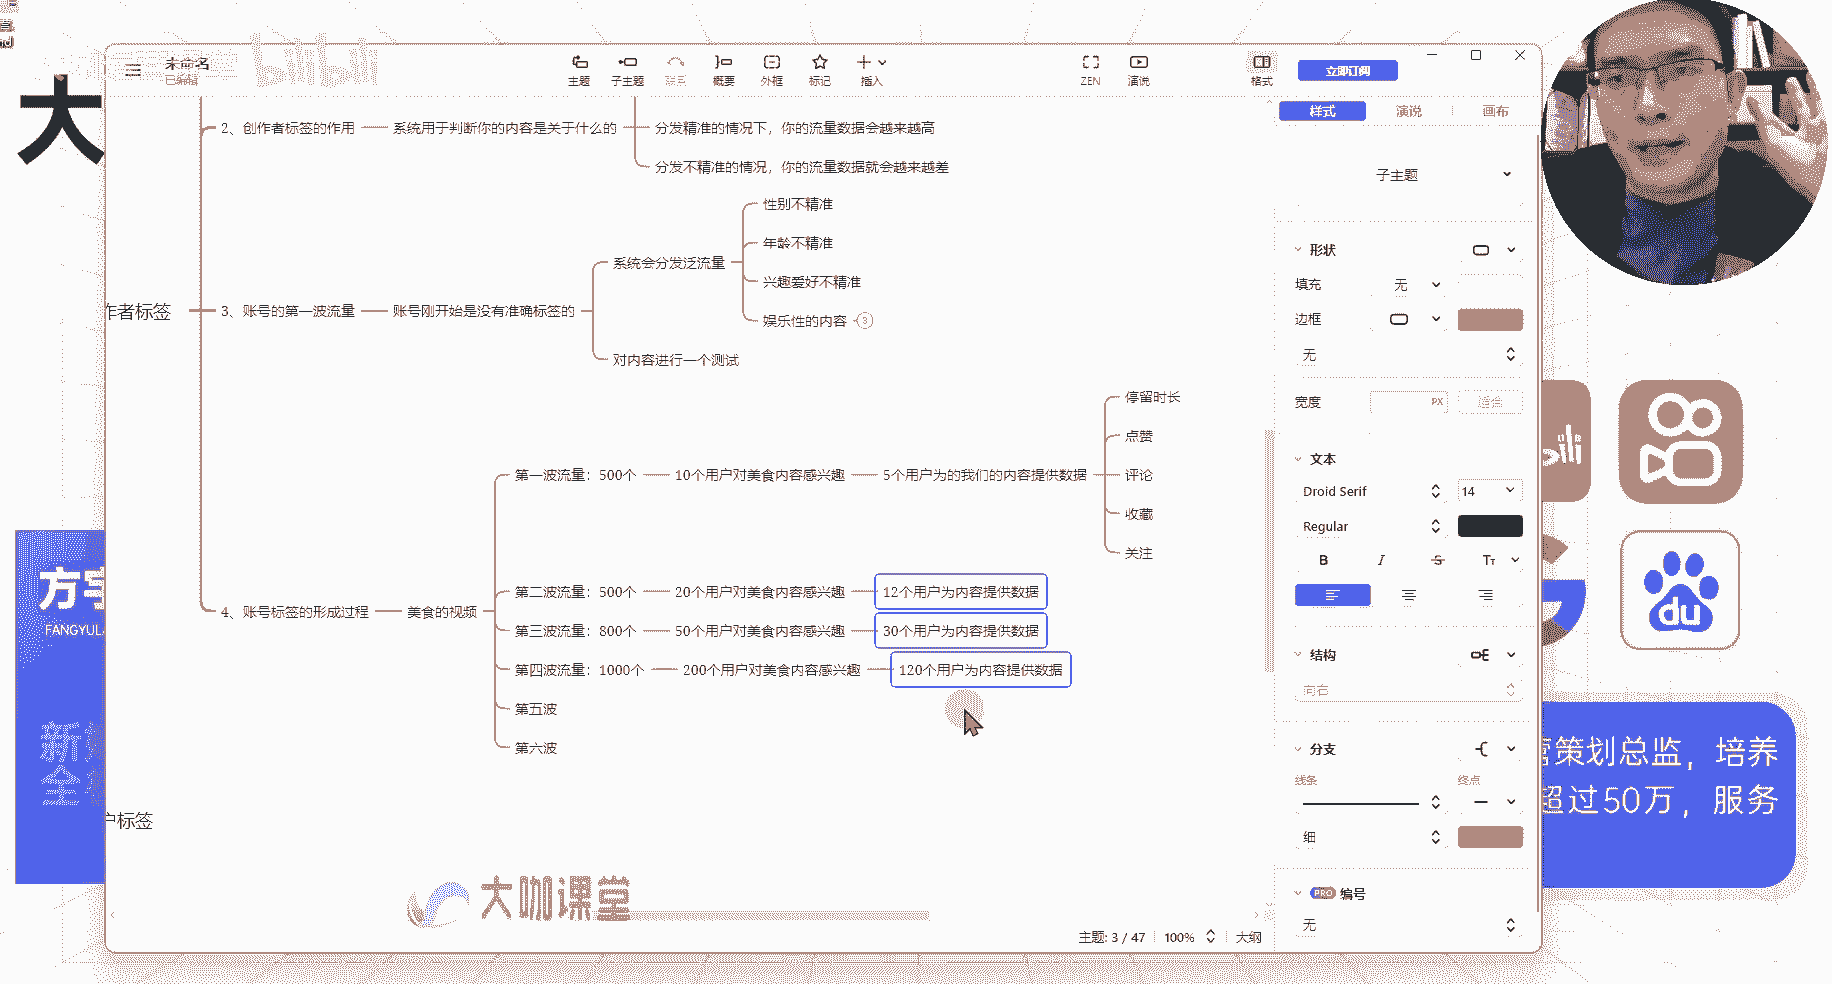 大
bilibili
未命名
已编辑
主题
子主题
联系
概要
外框
标记
插入
ZEN
演说
格式
立即订阅
样式
演说
画布
2、创作者标签的作用
系统用于判断你的内容是关于什么的
分发精准的情况下，你的流量数据会越来越高
分发不精准的情况，你的流量数据就会越来越差
作者标签
3、账号的第一波流量
账号刚开始是没有准确标签的
系统会分发泛流量
性别不精准
年龄不精准
兴趣爱好不精准
娱乐性的内容
3
对内容进行一个测试
4、账号标签的形成过程
美食的视频
第一波流量：500个
10个用户对美食内容感兴趣
5个用户为的我们的内容提供数据
停留时长
点赞
评论
收藏
关注
第二波流量：500个
20个用户对美食内容感兴趣
12个用户为内容提供数据
第三波流量：800个
50个用户对美食内容感兴趣
30个用户为内容提供数据
第四波流量：1000个
200个用户对美食内容感兴趣
120个用户为内容提供数据
第五波
第六波
户标签
子主题
形状
填充
无
边框
无
宽度
PX
适合
文本
Droid Serif
14
Regular
B I S Tт
结构
向右
分支
线条
终点
细
PRO 编号
无
主题: 3 / 47
100%
大纲
大咖课堂
方宇
FANGYULA
新
全
du
营策划总监，培养
超过50万，服务